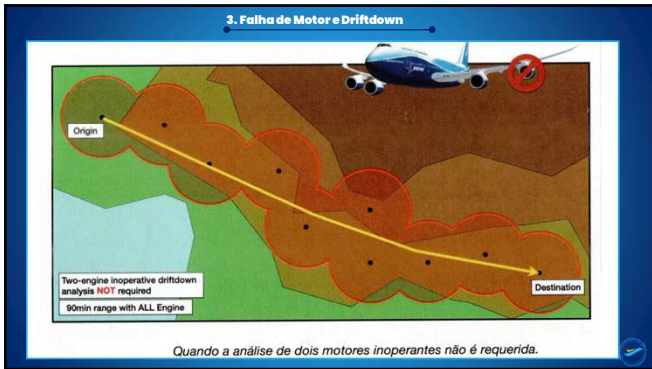 3. Falha de Motor e Driftdown
Origin
Two-engine inoperative driftdown
analysis NOT required
90min range with ALL Engine
Destination
Quando a análise de dois motores inoperantes não é requerida.